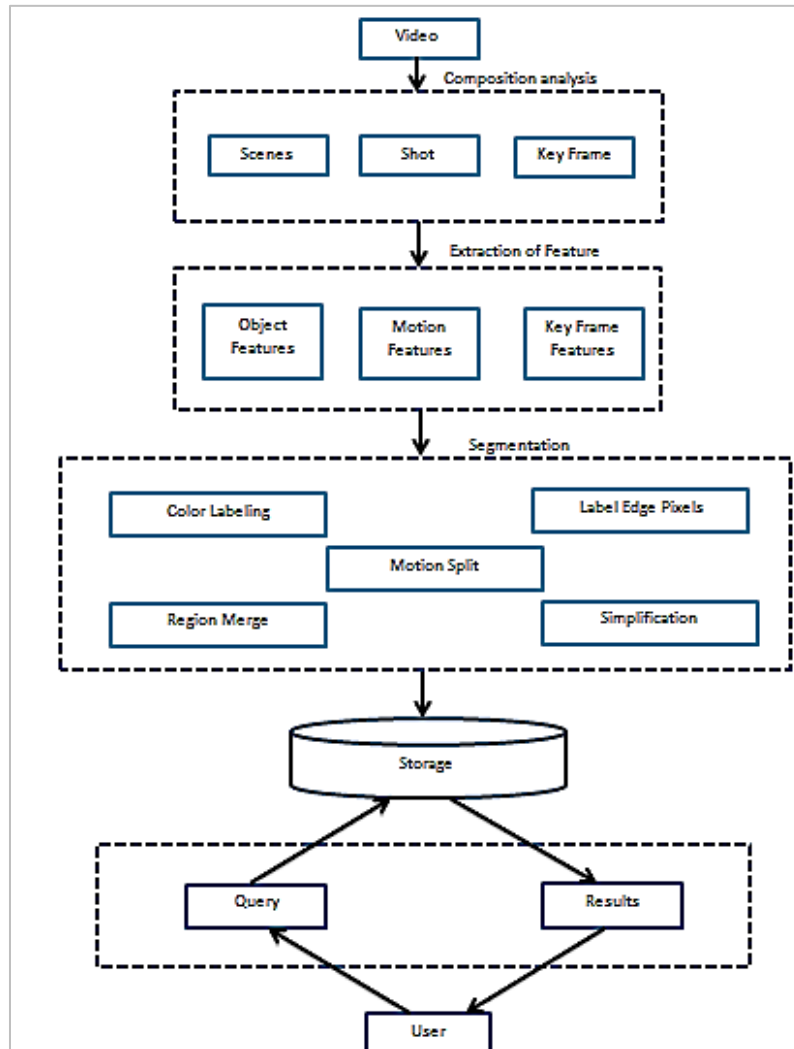 Video
Composition analysis
Scenes
Shot
Key Frame
Extraction of Feature
Object
Features
Motion
Features
Key Frame
Features
Segmentation
Color Labeling
Label Edge Pixels
Motion Split
Region Merge
Simplification
Storage
Query
Results
User